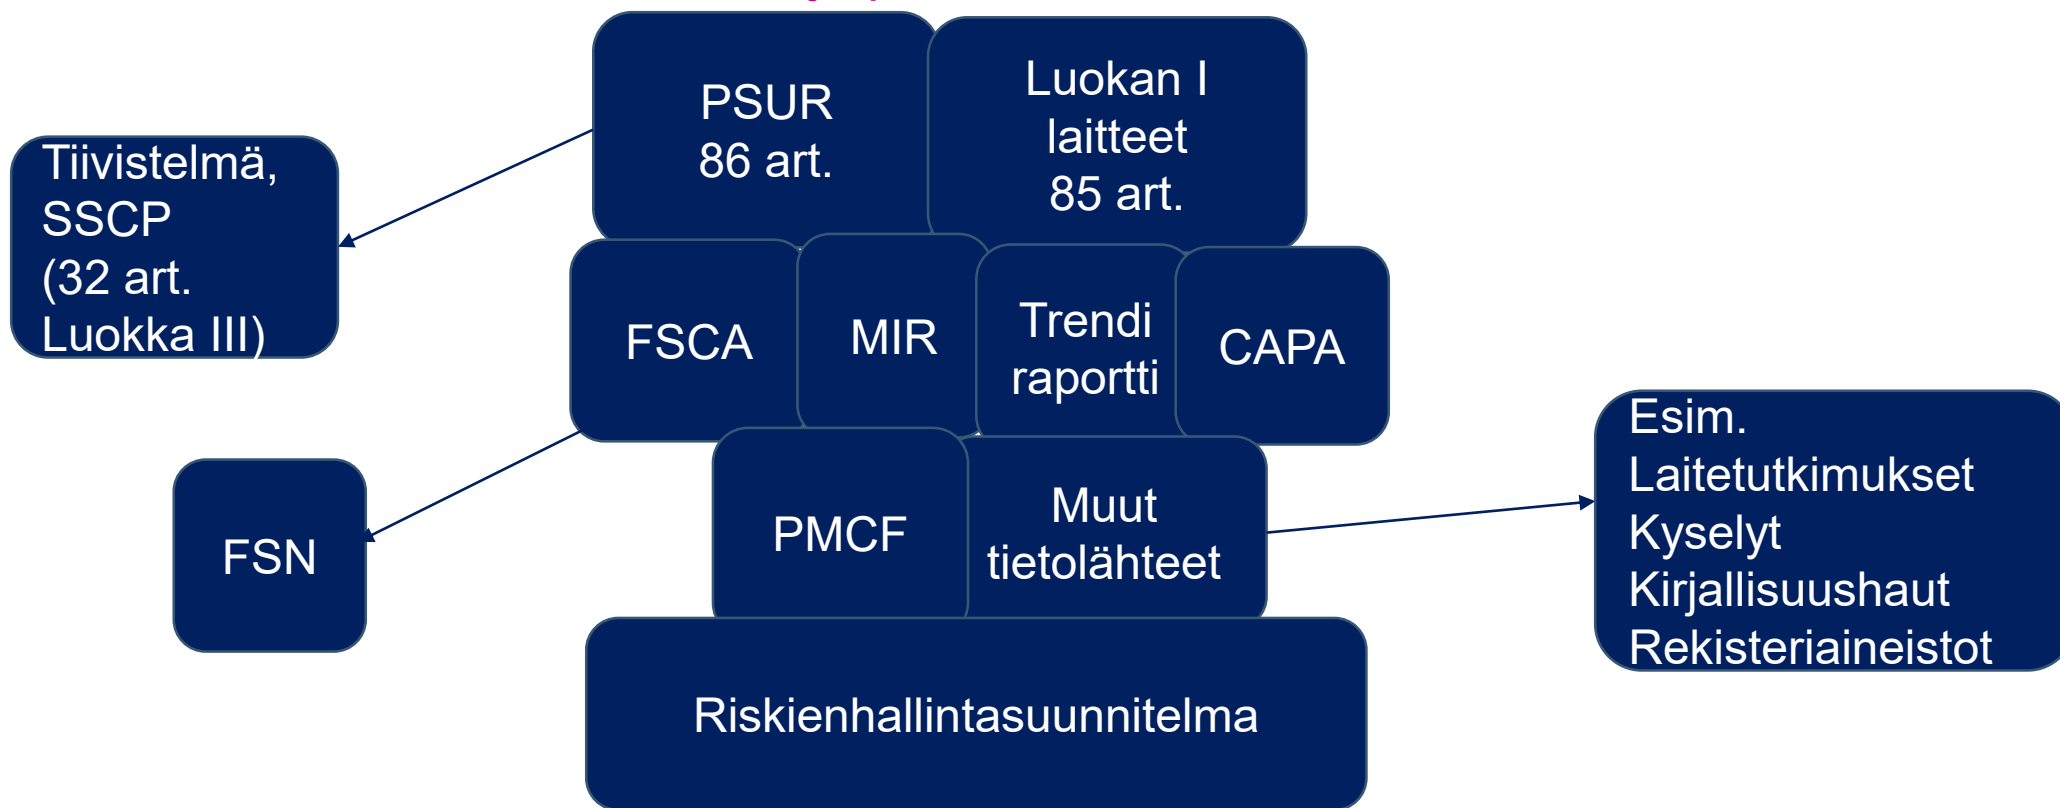 PSUR
86 art.
Luokan I
laitteet
85 art.
Tiivistelmä,
SSCP
(32 art.
Luokka III)
FSCA
MIR
Trendi
raportti
CAPA
FSN
PMCF
Muut
tietolähteet
Esim.
Laitetutkimukset
Kyselyt
Kirjallisuushaut
Rekisteriaineistot
Riskienhallintasuunnitelma